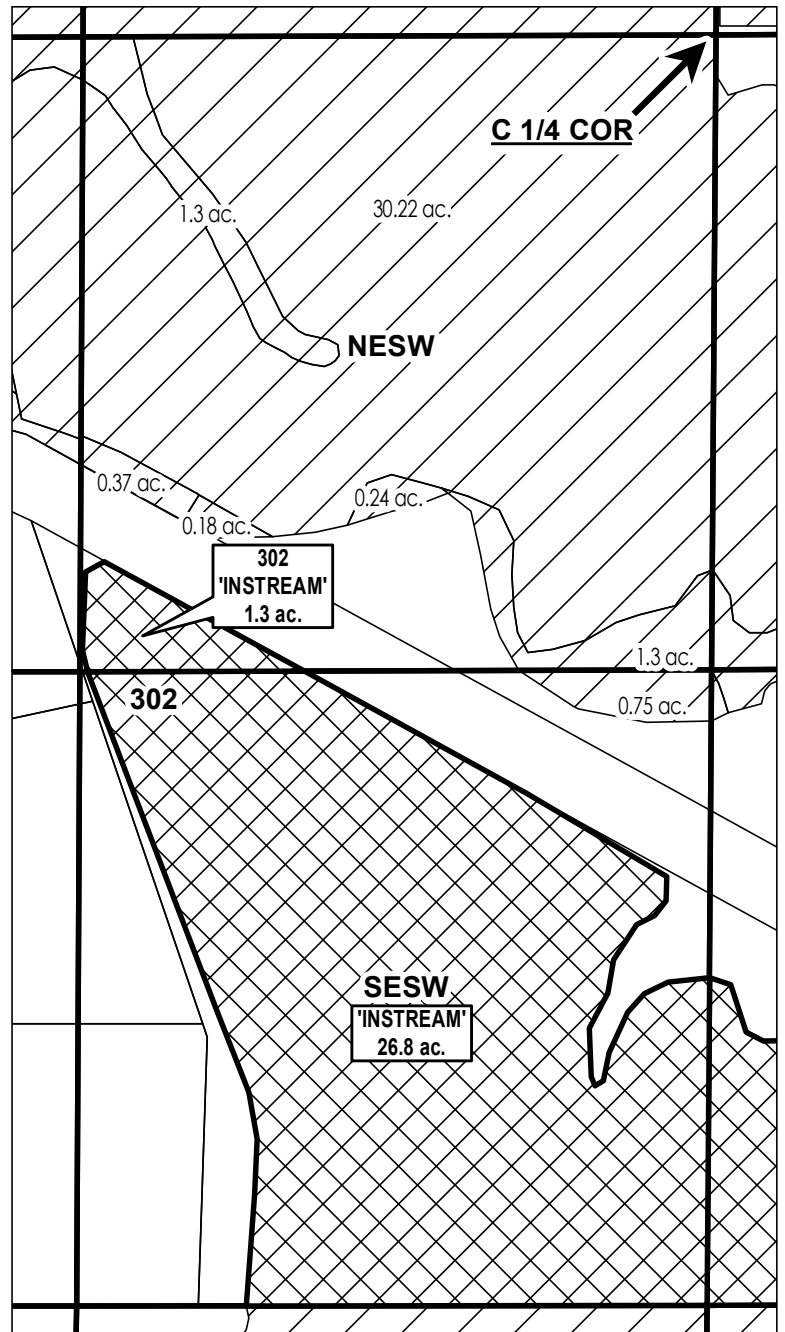 C 1/4 COR
1.3 ac.
30.22 ac.
NESW
0.37 ac.
0.24 ac.
0.18 ac.
302
'INSTREAM'
1.3 ac.
1.3 ac.
302
0.75 ac.
SESW
'INSTREAM'
26.8 ac.